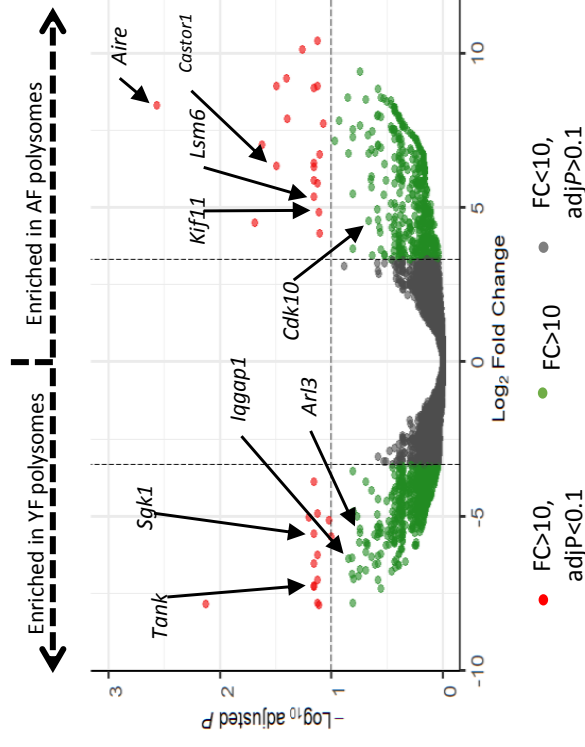 Enriched in YF polysomes
Enriched in AF polysomes
Aire
Castor1
Lsm6
Kif11
Cdk10
Iqgap1
Arl3
Sgk1
Tank
−Log10 adjusted P
3
2
1
0
-10
-5
0
5
10
Log2 Fold Change
FC>10,
adjP<0.1
FC>10
FC<10,
adjP>0.1